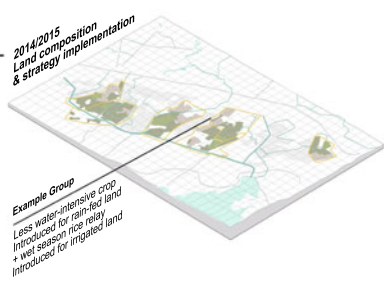 2014/2015
Land composition
& strategy implementation
Example Group
Less water-intensive crop
Introduced for rain-fed land
+ wet season rice relay
Introduced for irrigated land